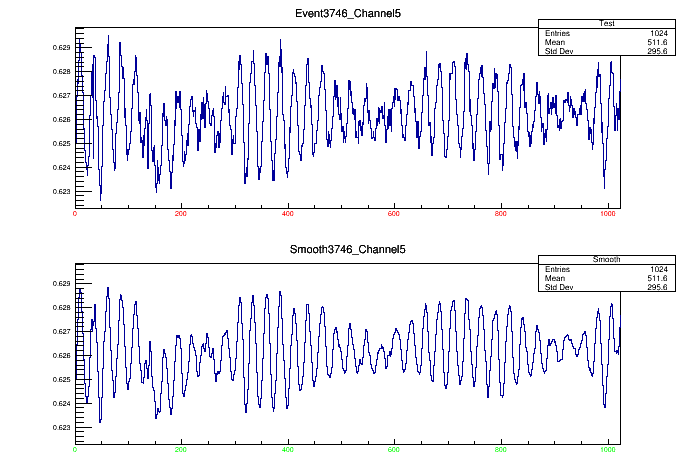 Event3746_Channel5
Test
Entries 1024
Mean 511.6
Std Dev 295.6
0.629
0.628
0.627
0.626
0.625
0.624
0.623
0 200 400 600 800 1000
Smooth3746_Channel5
Smooth
Entries 1024
Mean 511.6
Std Dev 295.6
0.629
0.628
0.627
0.626
0.625
0.624
0.623
0 200 400 600 800 1000